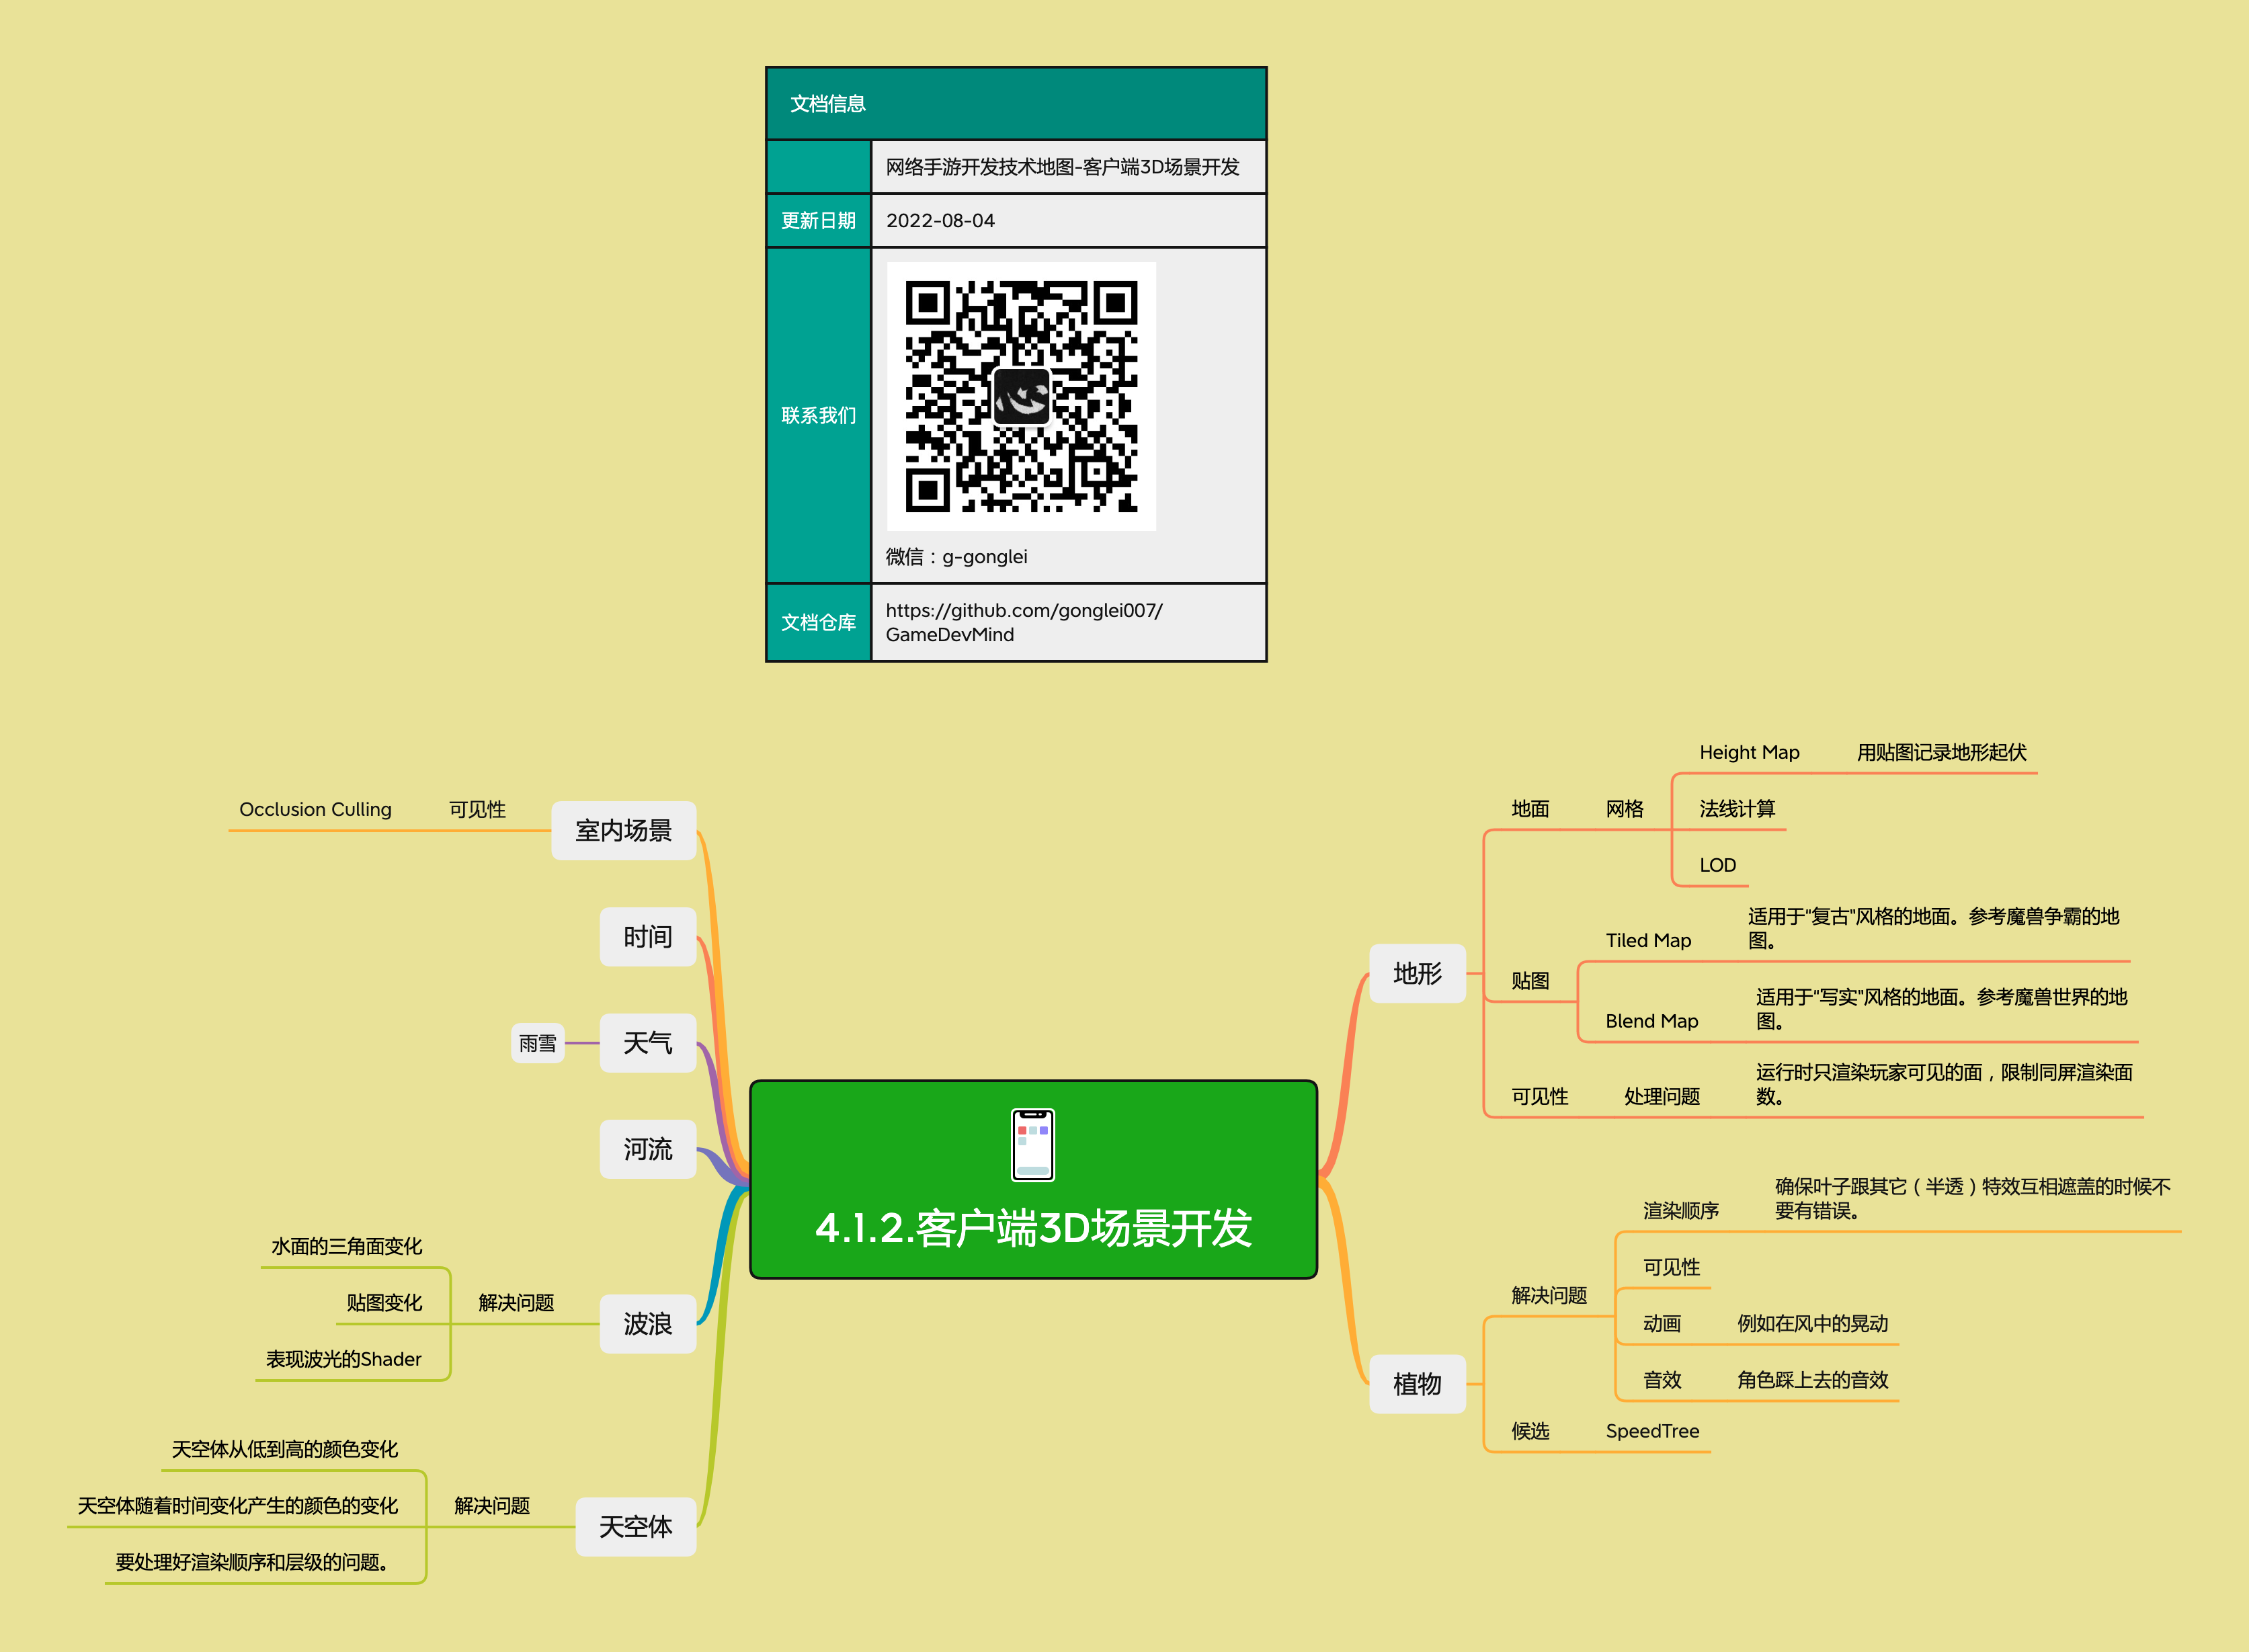 文档信息
网络手游开发技术地图-客户端3D场景开发
更新日期
2022-08-04
联系我们
微信：g-gonglei
文档仓库
https://github.com/gonglei007/
GameDevMind
4.1.2.客户端3D场景开发
地形
地面
网格
Height Map
用贴图记录地形起伏
法线计算
LOD
贴图
Tiled Map
适用于"复古"风格的地面。参考魔兽争霸的地
图。
Blend Map
适用于"写实"风格的地面。参考魔兽世界的地
图。
可见性
处理问题
运行时只渲染玩家可见的面，限制同屏渲染面
数。
植物
解决问题
渲染顺序
确保叶子跟其它（半透）特效互相遮盖的时候不
要有错误。
可见性
动画
例如在风中的晃动
音效
角色踩上去的音效
候选
SpeedTree
室内场景
可见性
Occlusion Culling
时间
天气
雨雪
河流
波浪
解决问题
水面的三角面变化
贴图变化
表现波光的Shader
天空体
解决问题
天空体从低到高的颜色变化
天空体随着时间变化产生的颜色的变化
要处理好渲染顺序和层级的问题。